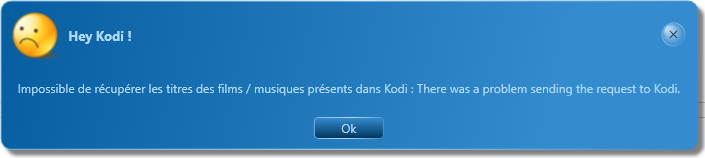 Hey Kodi !
Impossible de récupérer les titres des films / musiques présents dans Kodi : There was a problem sending the request to Kodi.
Ok